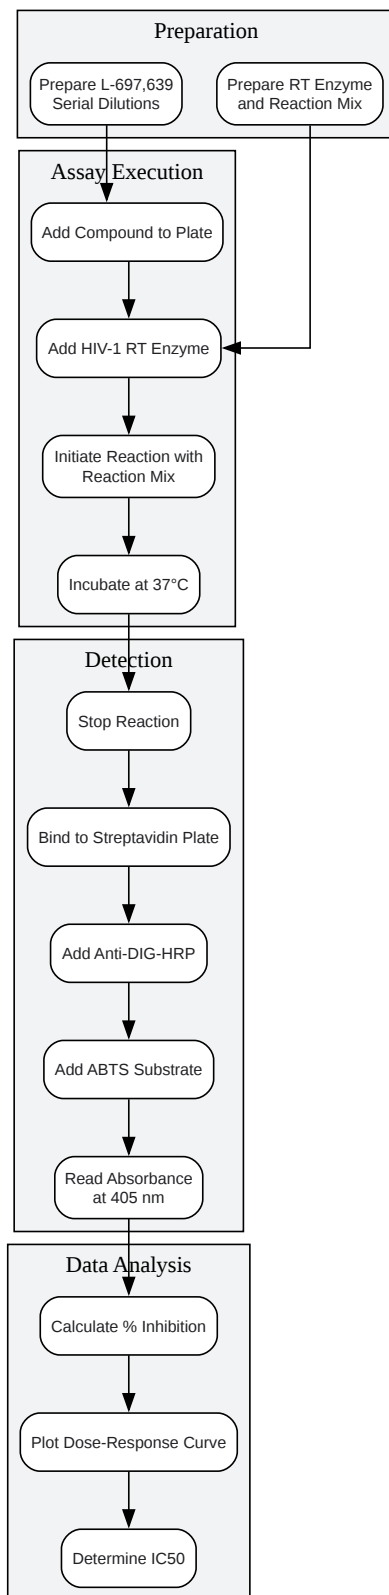 Preparation
Prepare L-697,639
Serial Dilutions
Prepare RT Enzyme
and Reaction Mix
Assay Execution
Add Compound to Plate
Add HIV-1 RT Enzyme
Initiate Reaction with
Reaction Mix
Incubate at 37°C
Detection
Stop Reaction
Bind to Streptavidin Plate
Add Anti-DIG-HRP
Add ABTS Substrate
Read Absorbance
at 405 nm
Data Analysis
Calculate % Inhibition
Plot Dose-Response Curve
Determine IC50